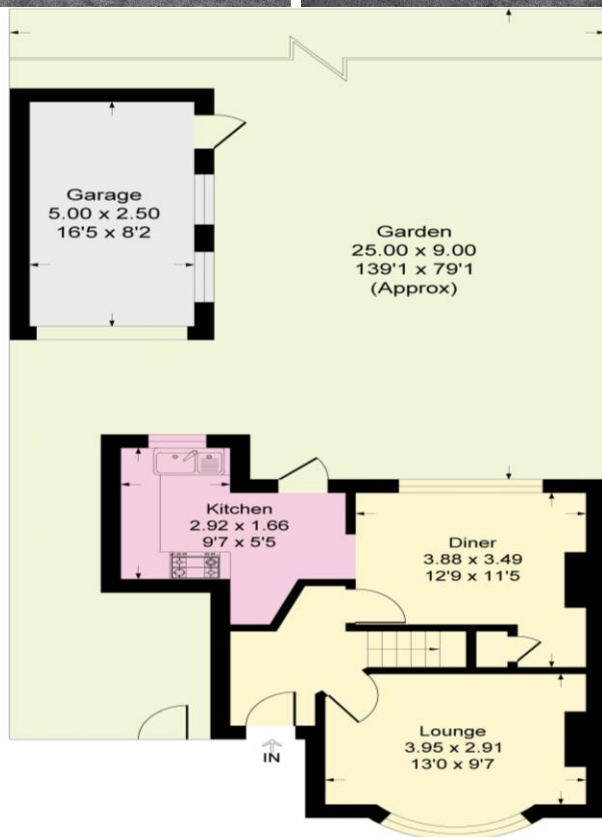 Garage
5.00 x 2.50
16'5 x 8'2
Garden
25.00 x 9.00
139'1 x 79'1
(Approx)
Kitchen
2.92 x 1.66
9'7 x 5'5
Diner
3.88 x 3.49
12'9 x 11'5
Lounge
3.95 x 2.91
13'0 x 9'7
IN